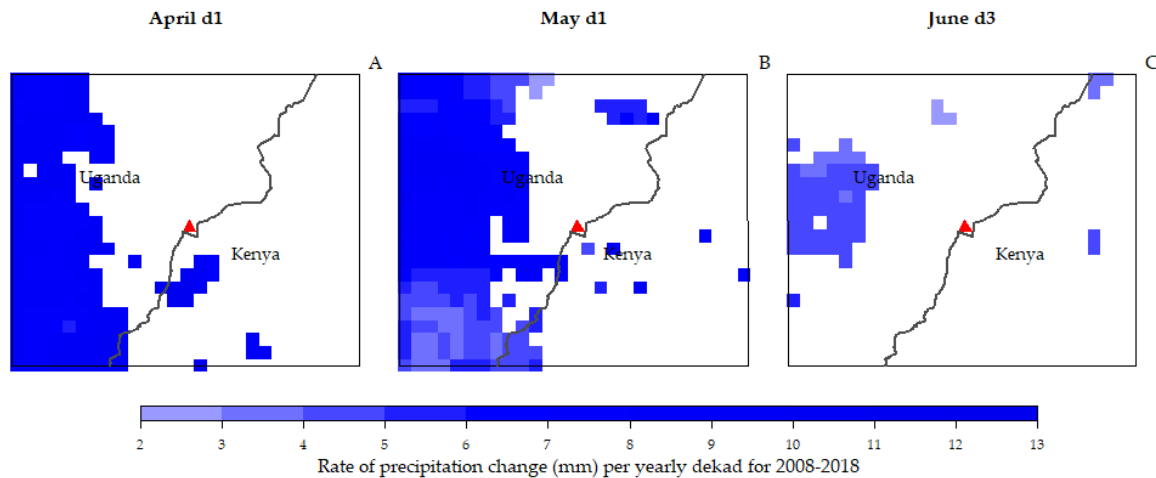 April d1
May d1
June d3
A
B
C
Uganda
Kenya
Uganda
Kenya
Uganda
Kenya
2 3 4 5 6 7 8 9 10 11 12 13
Rate of precipitation change (mm) per yearly dekad for 2008-2018